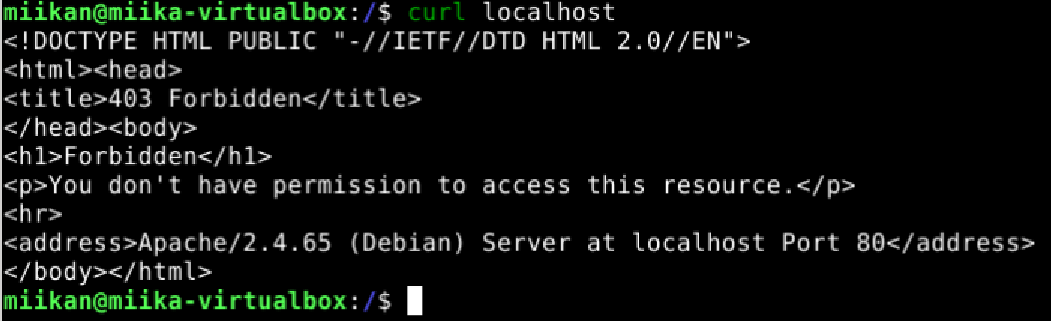 miikan@miika-virtualbox:/$ curl localhost
<!DOCTYPE HTML PUBLIC "-//IETF//DTD HTML 2.0//EN">
<html><head>
<title>403 Forbidden</title>
</head><body>
<h1>Forbidden</h1>
<p>You don't have permission to access this resource.</p>
<hr>
<address>Apache/2.4.65 (Debian) Server at localhost Port 80</address>
</body></html>
miikan@miika-virtualbox:/$